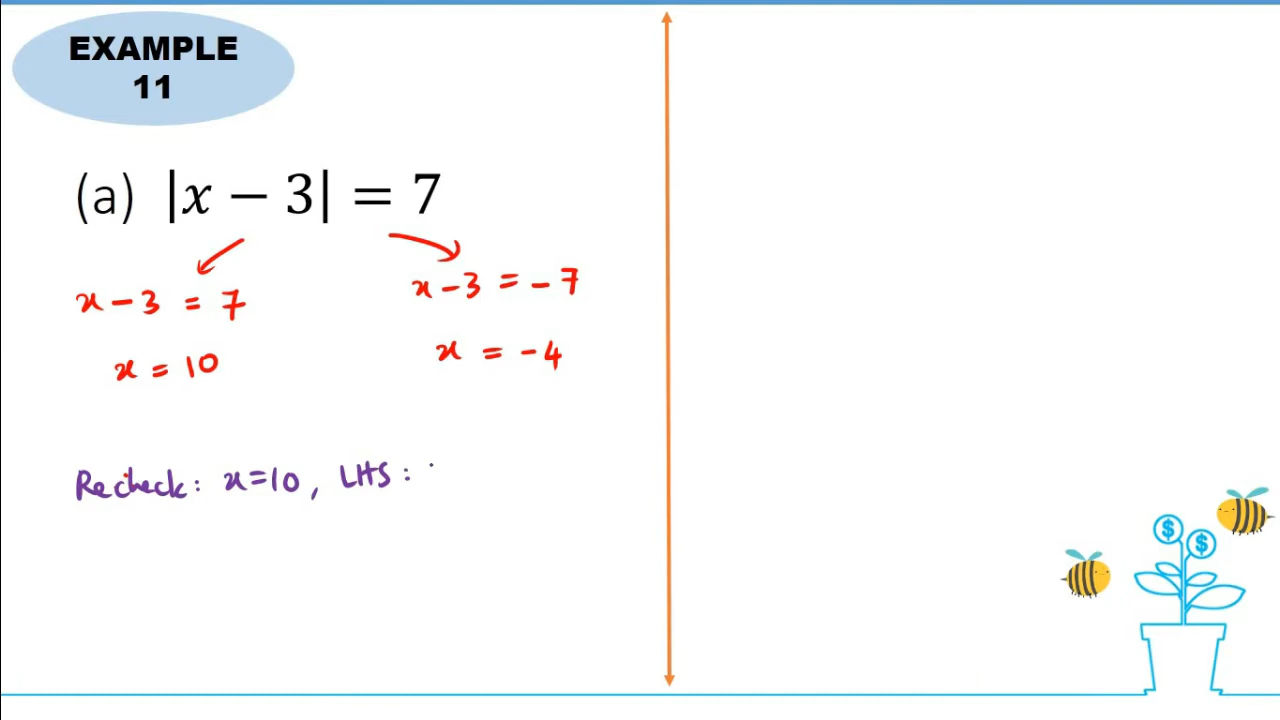 EXAMPLE
11
(a) |x − 3| = 7
x − 3 = 7
x = 10
x − 3 = − 7
x = − 4
Recheck: x = 10, LHS :
$ $